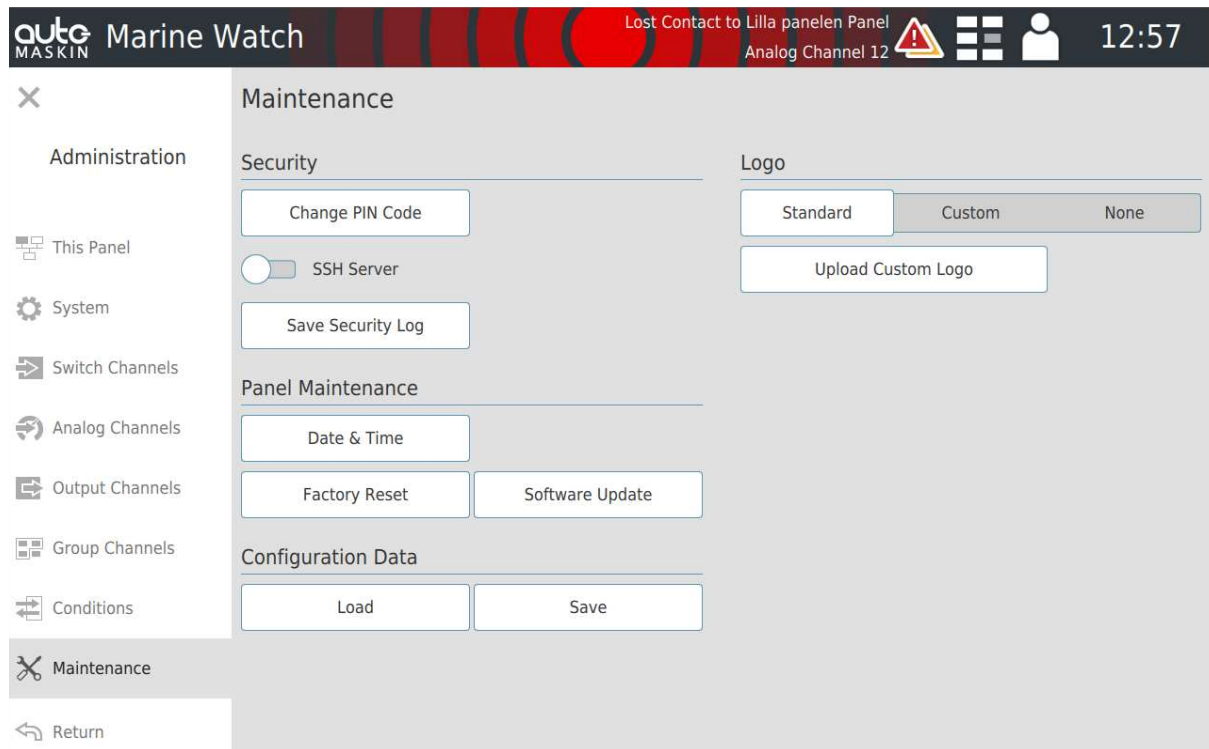 auto
MASKIN
Marine Watch
Lost Contact to Lilla panelen Panel
Analog Channel 12
12:57
Administration
This Panel
System
Switch Channels
Analog Channels
Output Channels
Group Channels
Conditions
Maintenance
Return
Maintenance
Security
Change PIN Code
SSH Server
Save Security Log
Panel Maintenance
Date & Time
Factory Reset
Software Update
Configuration Data
Load
Save
Logo
Standard
Custom
None
Upload Custom Logo